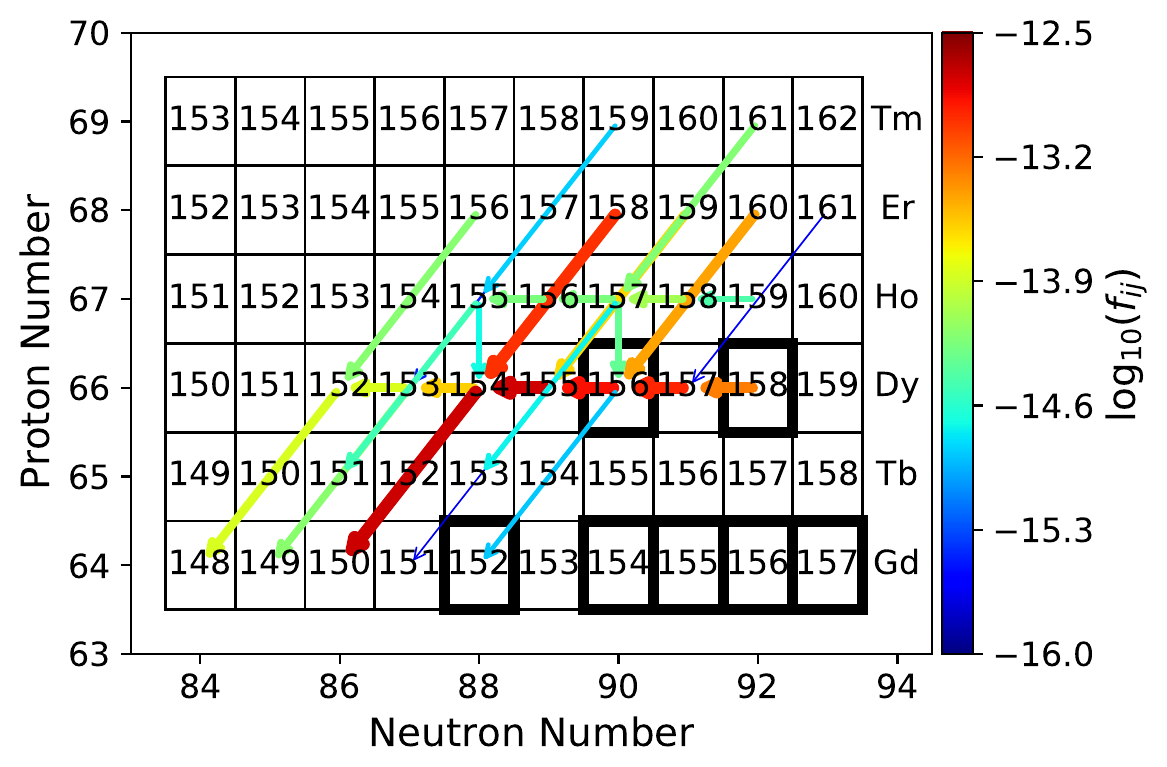 70
69
68
67
66
65
64
63
153 154 155 156 157 158 159 160 161 162 Tm
152 153 154 155 156 157 158 159 160 161 Er
151 152 153 154 155 156 157 158 159 160 Ho
150 151 152 153 154 155 156 157 158 159 Dy
149 150 151 152 153 154 155 156 157 158 Tb
148 149 150 151 152 153 154 155 156 157 Gd
84 86 88 90 92 94
Neutron Number
Proton Number
−12.5
−13.2
−13.9
−14.6
−15.3
−16.0
log₁₀(fᵢⱼ)